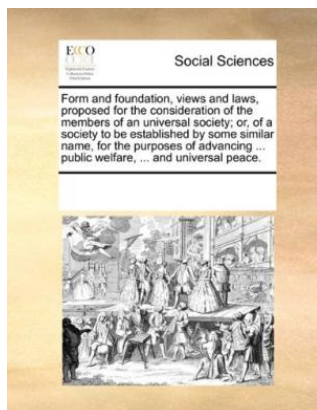 ECCO
Social Sciences
Form and foundation, views and laws,
proposed for the consideration of the
members of an universal society; or, of a
society to be established by some similar
name, for the purposes of advancing ...
public welfare, ... and universal peace.